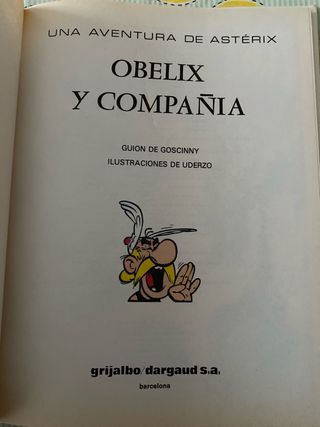 UNA AVENTURA DE ASTÉRIX
OBELIX
Y COMPAÑIA
GUION DE GOSCINNY
ILUSTRACIONES DE UDERZO
grijalbo/dargaud s.a.
barcelona